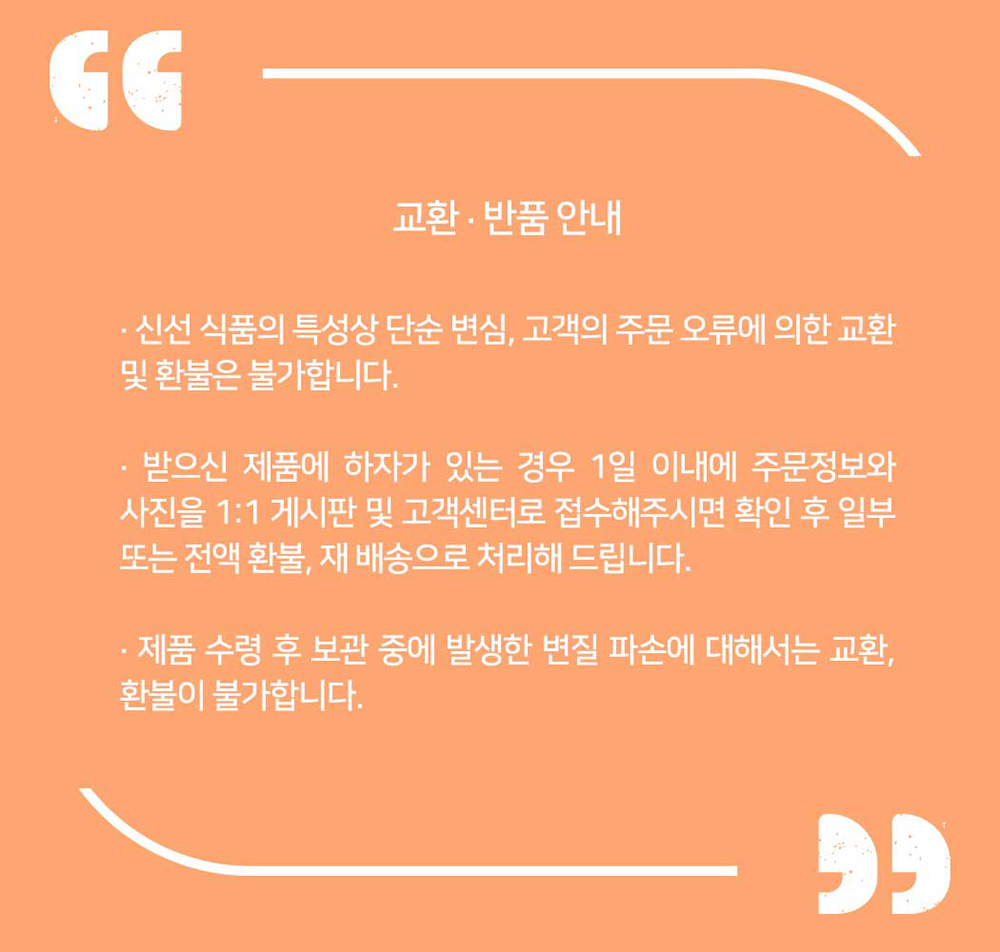 교환 · 반품 안내
· 신선 식품의 특성상 단순 변심, 고객의 주문 오류에 의한 교환
및 환불은 불가합니다.
· 받으신 제품에 하자가 있는 경우 1일 이내에 주문정보와
사진을 1:1 게시판 및 고객센터로 접수해주시면 확인 후 일부
또는 전액 환불, 재 배송으로 처리해 드립니다.
· 제품 수령 후 보관 중에 발생한 변질 파손에 대해서는 교환,
환불이 불가합니다.